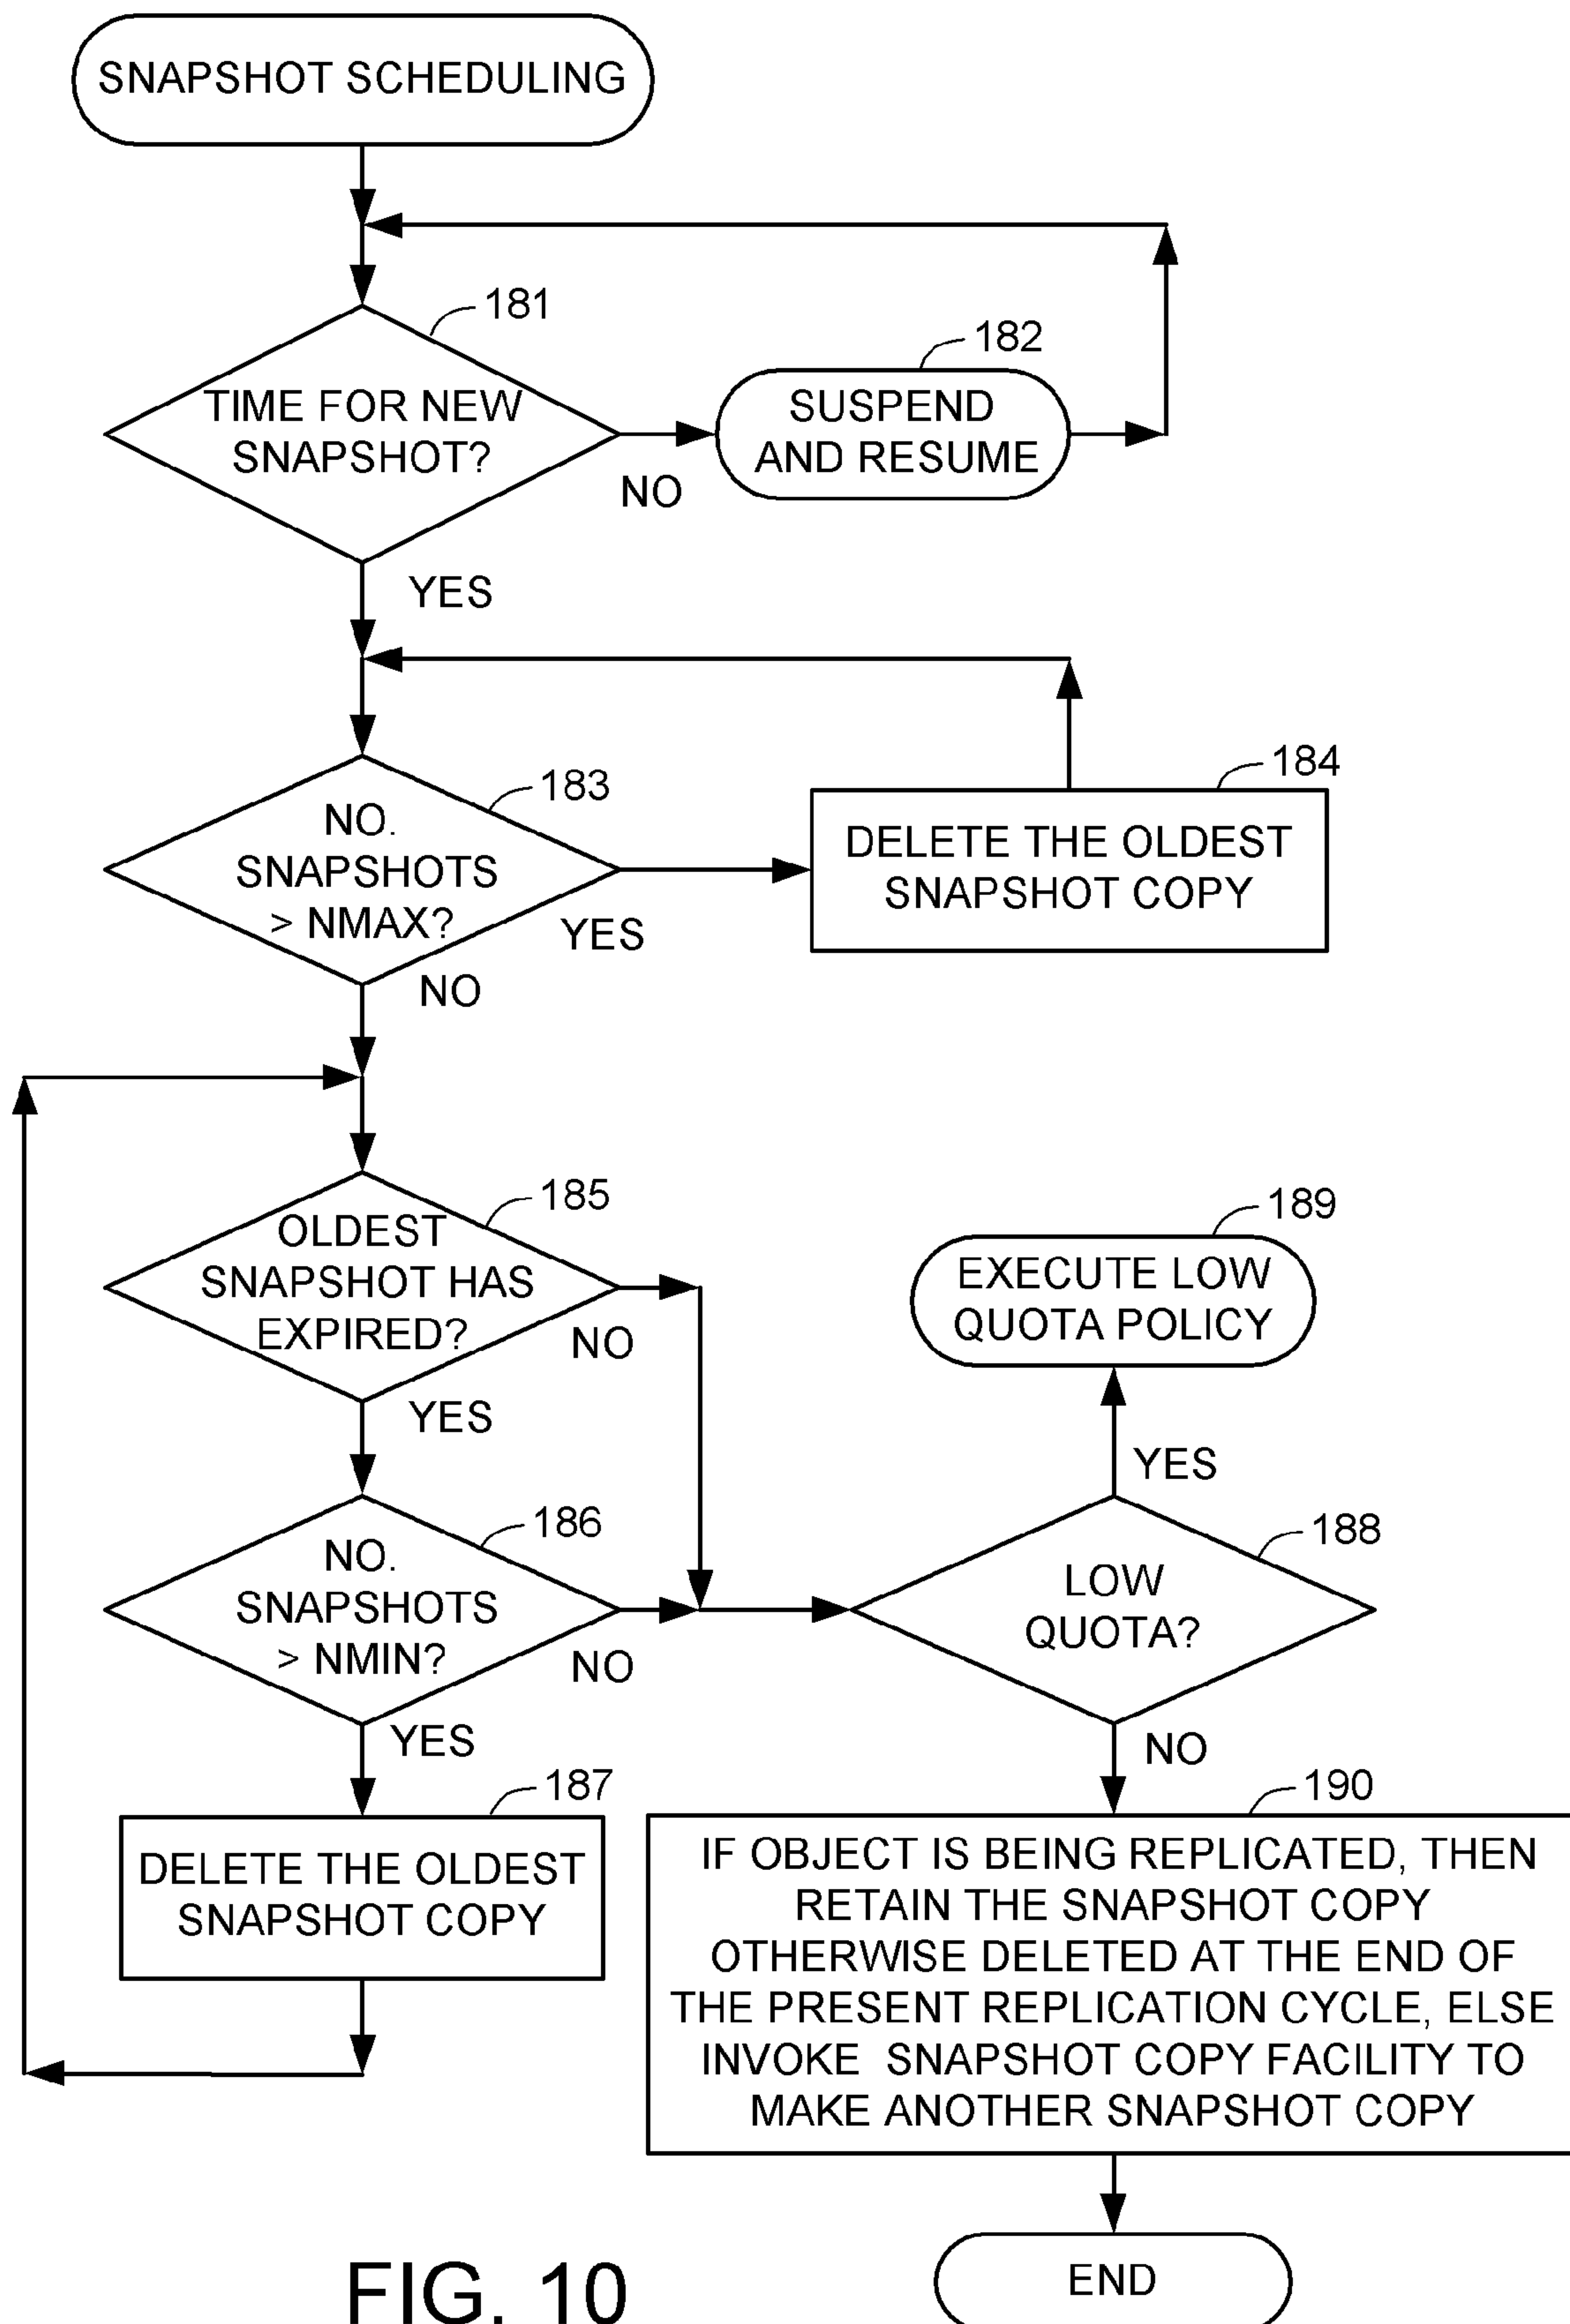 SNAPSHOT SCHEDULING
181
TIME FOR NEW
SNAPSHOT?
NO
182
SUSPEND
AND RESUME
YES
183
NO.
SNAPSHOTS
> NMAX?
YES
NO
184
DELETE THE OLDEST
SNAPSHOT COPY
185
OLDEST
SNAPSHOT HAS
EXPIRED?
NO
YES
189
EXECUTE LOW
QUOTA POLICY
YES
186
NO.
SNAPSHOTS
> NMIN?
NO
YES
188
LOW
QUOTA?
NO
187
DELETE THE OLDEST
SNAPSHOT COPY
190
IF OBJECT IS BEING REPLICATED, THEN
RETAIN THE SNAPSHOT COPY
OTHERWISE DELETED AT THE END OF
THE PRESENT REPLICATION CYCLE, ELSE
INVOKE SNAPSHOT COPY FACILITY TO
MAKE ANOTHER SNAPSHOT COPY
END
FIG. 10